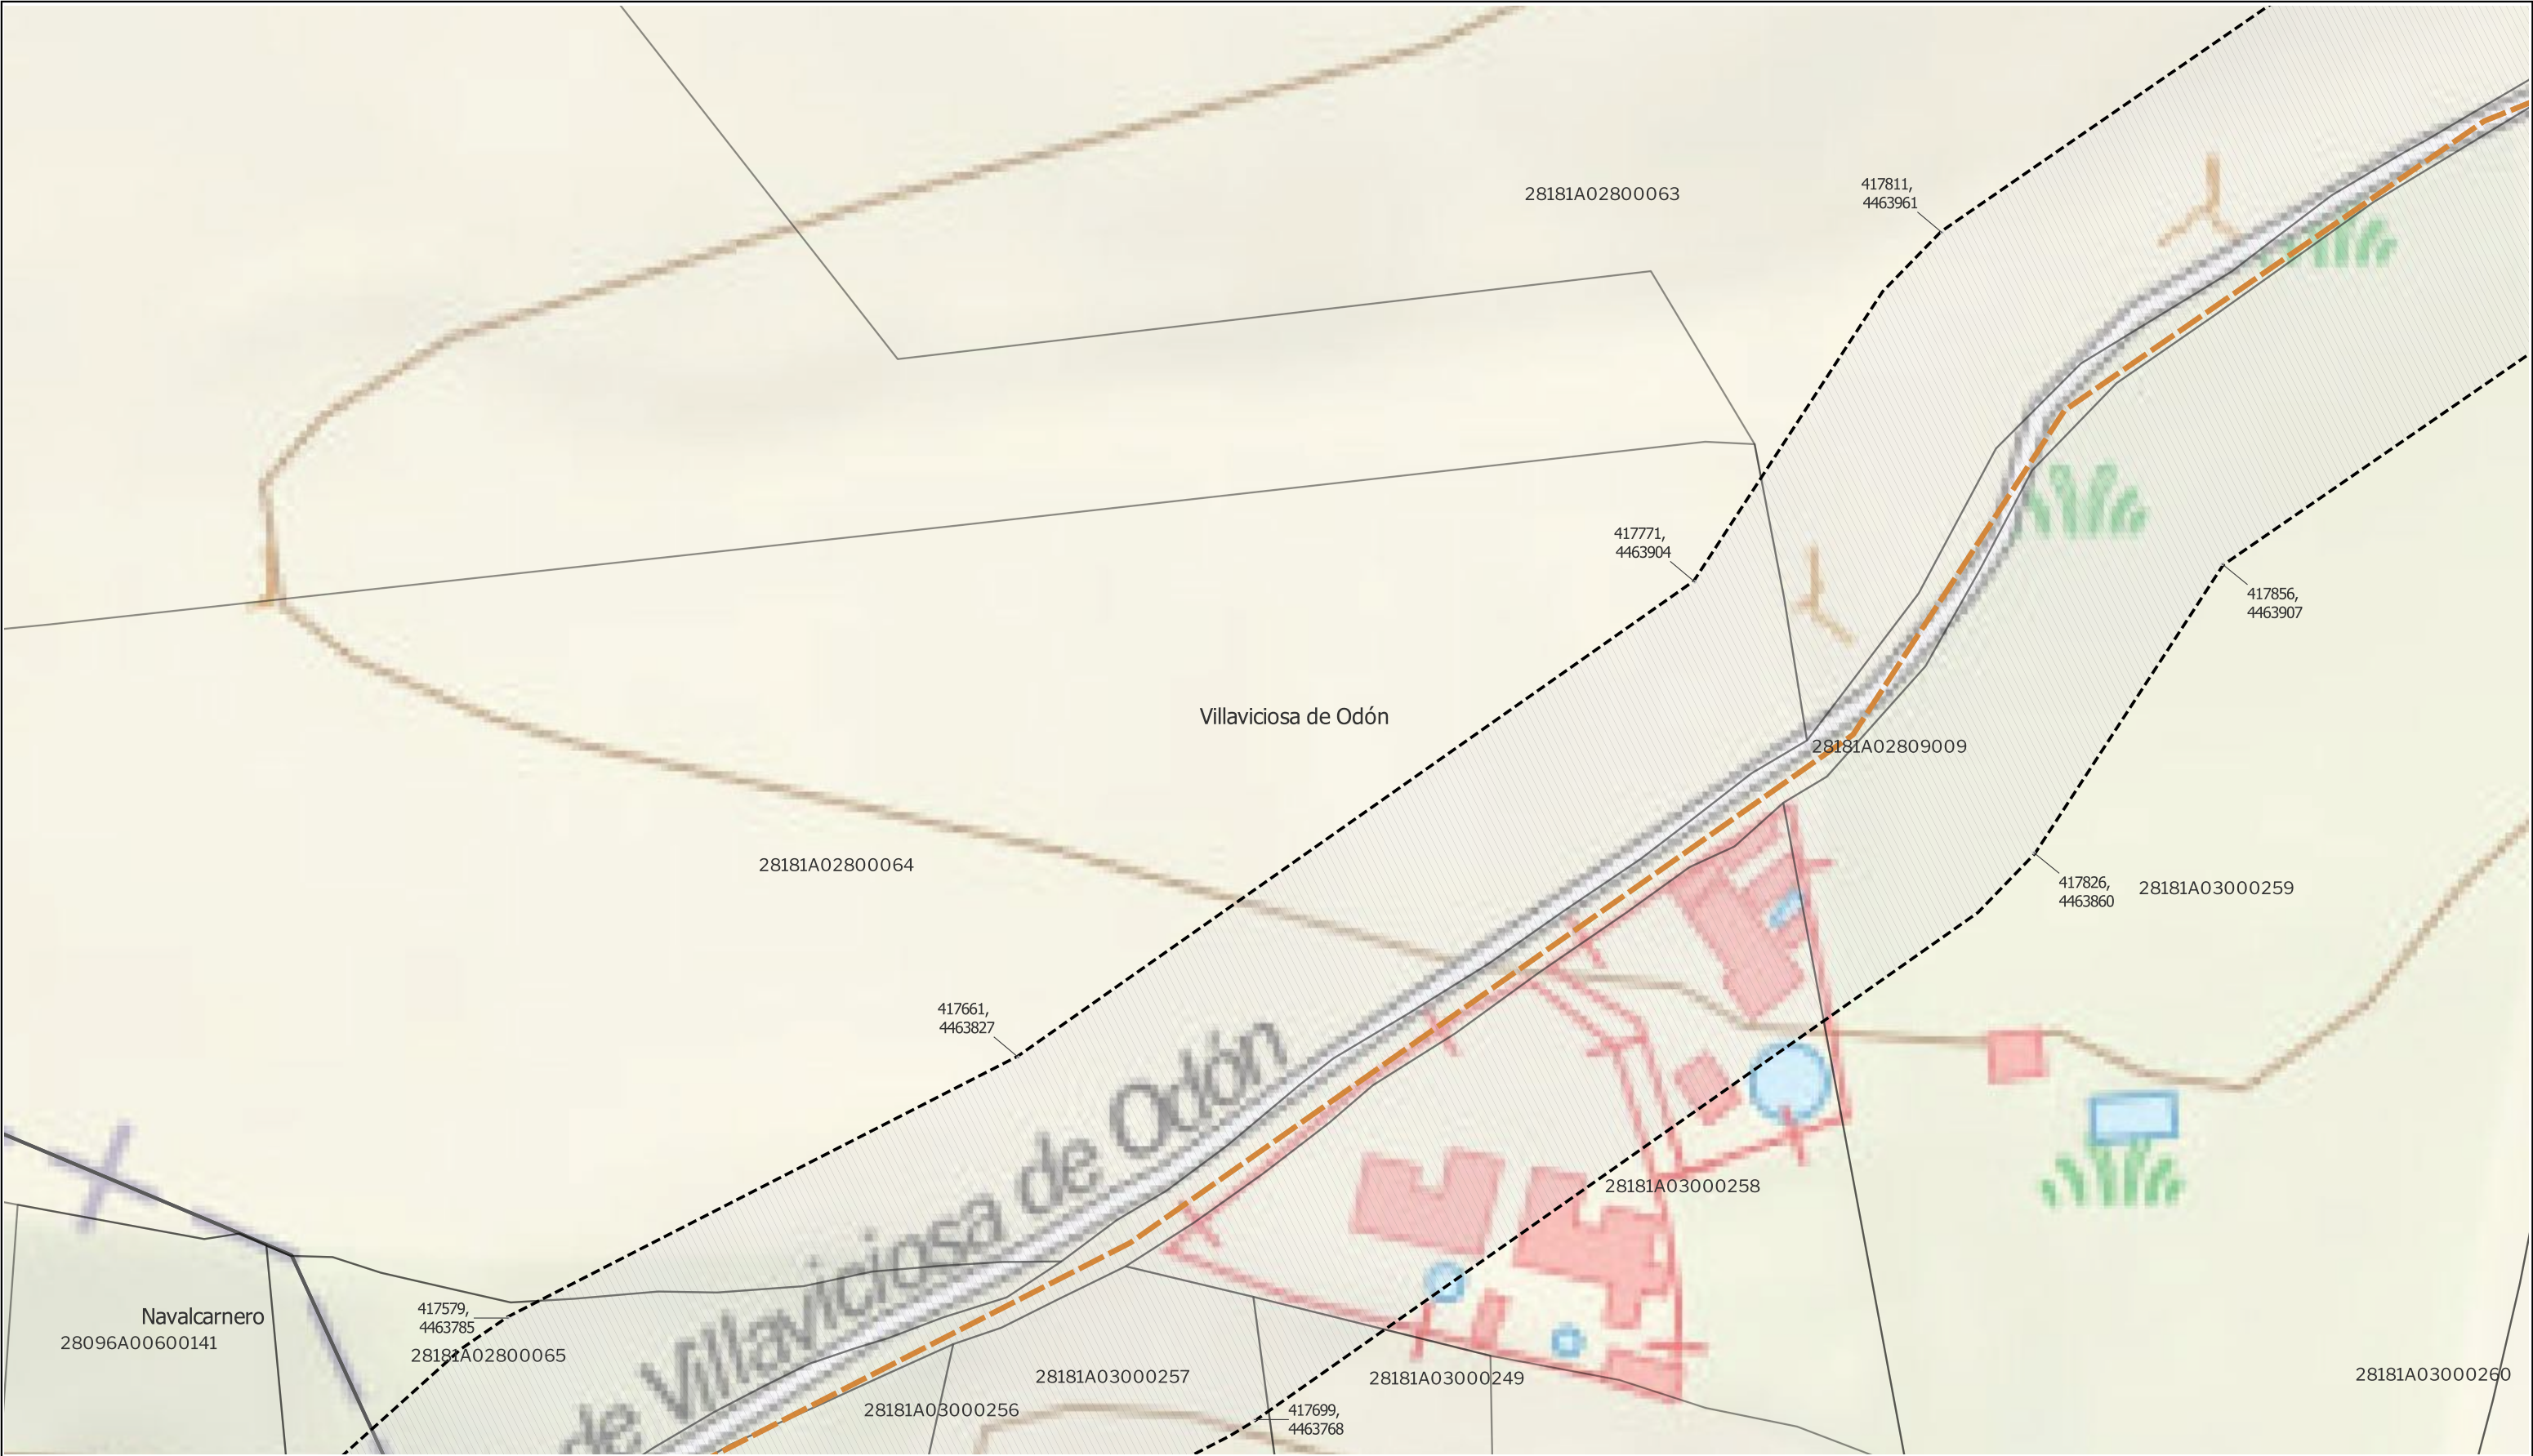 417811,
4463961
28181A02800063
417771,
4463904
417856,
4463907
Villaviciosa de Odón
28181A02809009
28181A02800064
417826,
4463860
28181A03000259
417661,
4463827
de Villaviciosa de Odón
28181A03000258
417579,
4463785
Navalcarnero
28096A00600141
28181A02800065
28181A03000257
28181A03000249
28181A03000260
28181A03000256
417699,
4463768